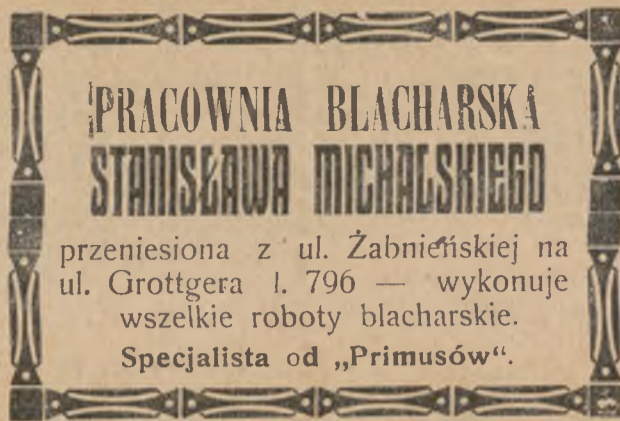 PRACOWNIA BLACHARSKA
STANISŁAWA MICHALSKIEGO
przeniesiona z ul. Żabnieńskiej na
ul. Grottgera l. 796 — wykonuje
wszelkie roboty blacharskie.
Specjalista od „Primusów“.